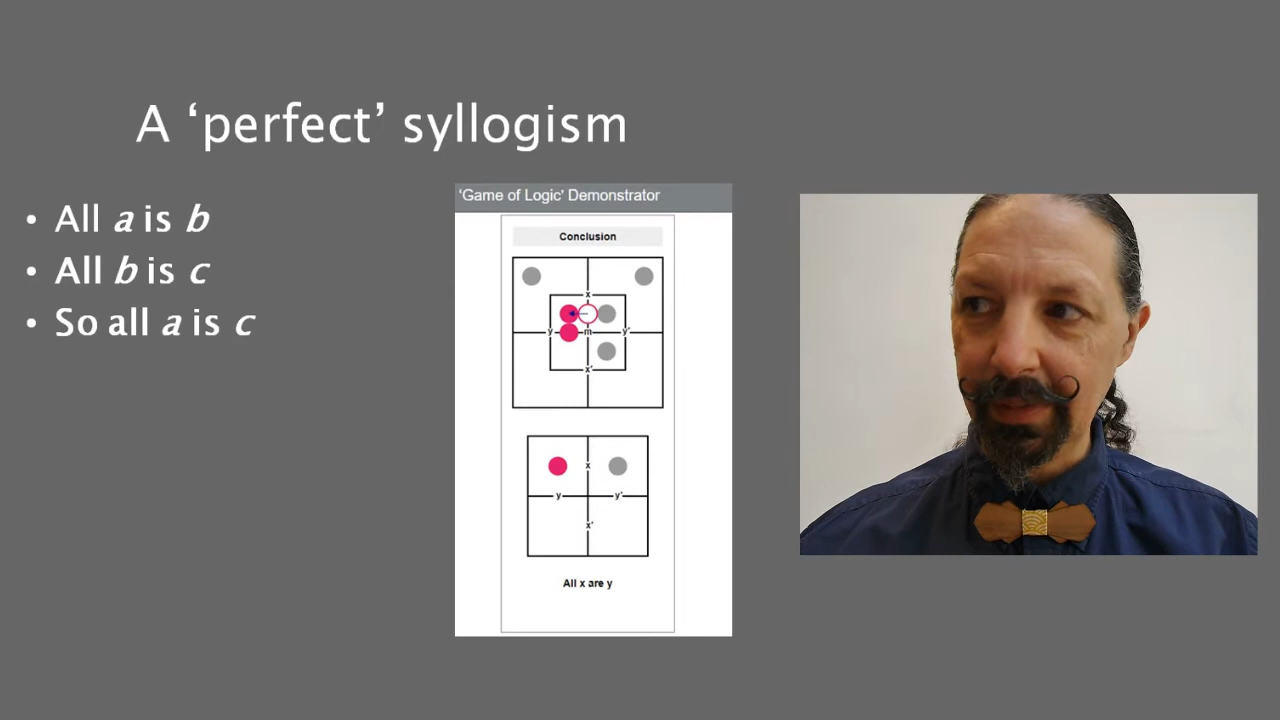 A ‘perfect’ syllogism
• All a is b
• All b is c
• So all a is c
‘Game of Logic’ Demonstrator
Conclusion
x
y m y'
x'
x
y y'
x'
All x are y